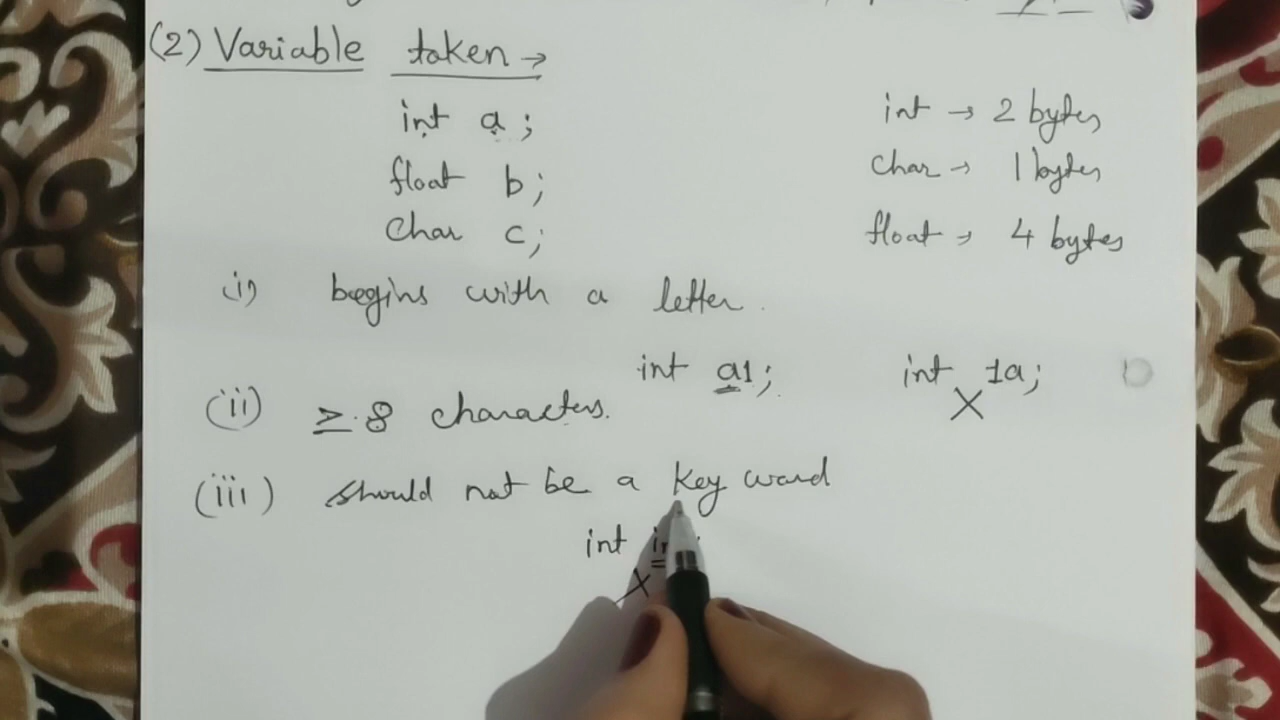 (2) Variable taken →
int a; int → 2 bytes
float b; char → 1 bytes
char c; float → 4 bytes
(i) begins with a letter.
int a1; int 1a;
X
(ii) ≥ 8 characters.
(iii) should not be a key word
int
X